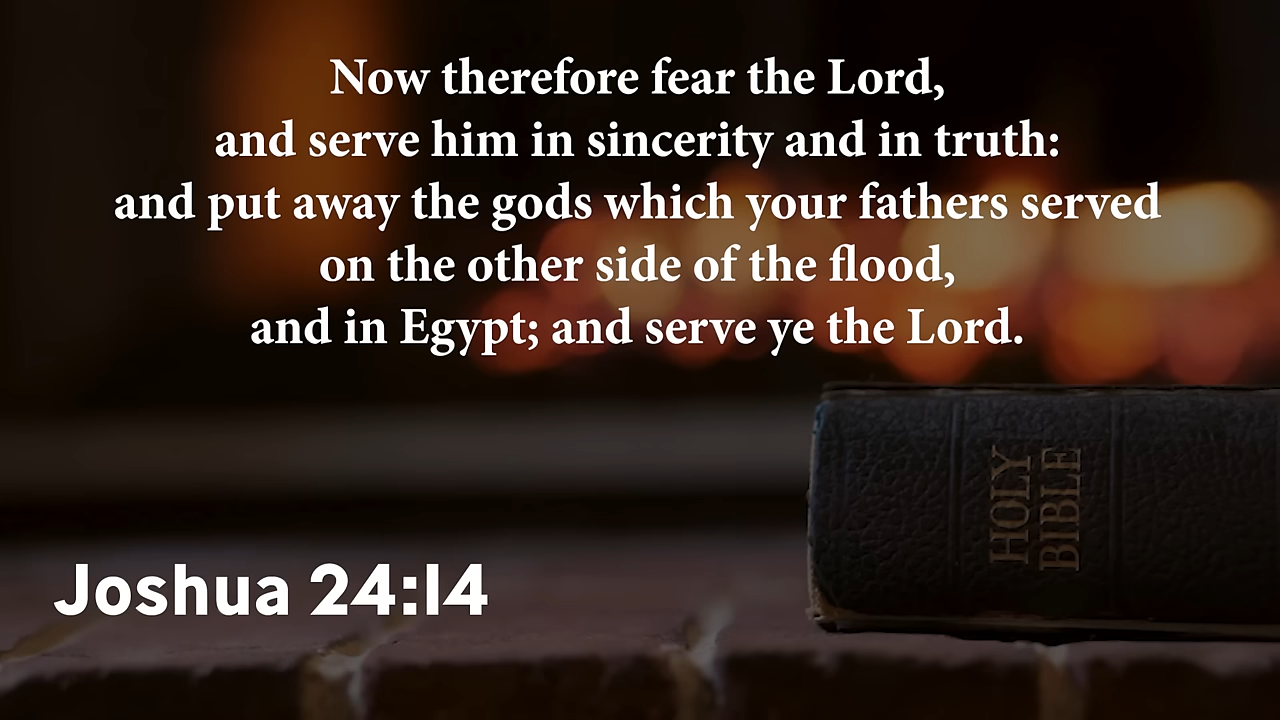 Now therefore fear the Lord,
and serve him in sincerity and in truth:
and put away the gods which your fathers served
on the other side of the flood,
and in Egypt; and serve ye the Lord.
HOLY
BIBLE
Joshua 24:14